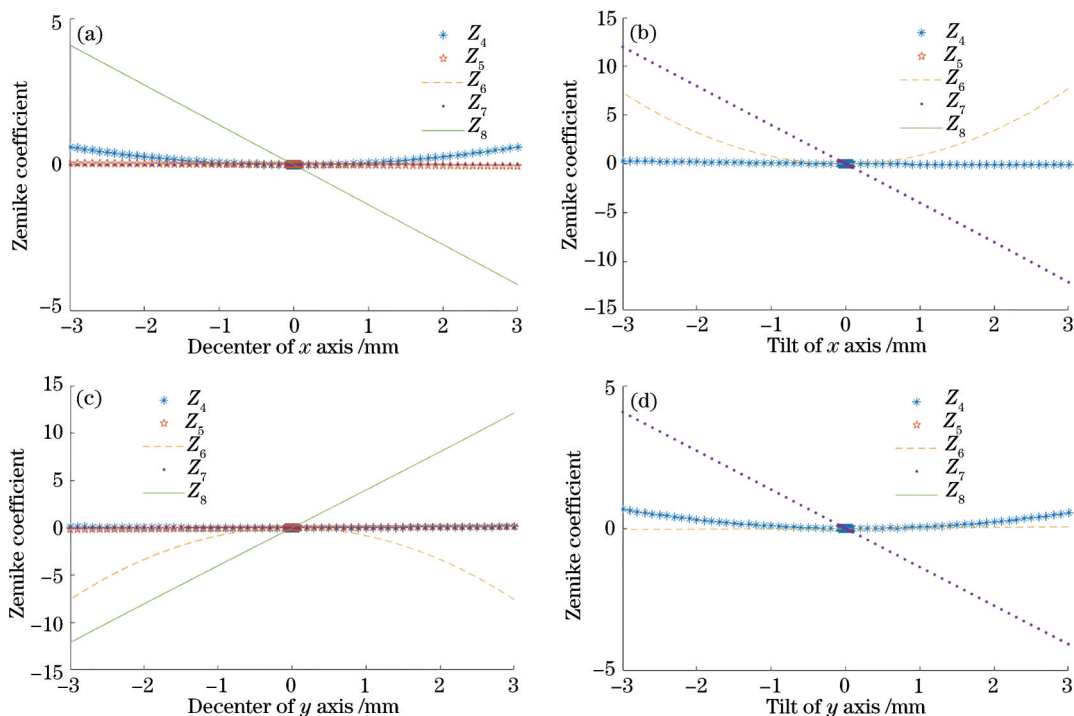 5
(a)
Z4
Z5
Z6
Z7
Z8
0
−5
Zemike coefficient
−3 −2 −1 0 1 2 3
Decenter of x axis /mm
15
(b)
Z4
Z5
Z6
Z7
Z8
10
5
0
−5
−10
−15
Zemike coefficient
−3 −2 −1 0 1 2 3
Tilt of x axis /mm
15
(c)
Z4
Z5
Z6
Z7
Z8
10
5
0
−5
−10
−15
Zemike coefficient
−3 −2 −1 0 1 2 3
Decenter of y axis /mm
5
(d)
Z4
Z5
Z6
Z7
Z8
0
−5
Zemike coefficient
−3 −2 −1 0 1 2 3
Tilt of y axis /mm